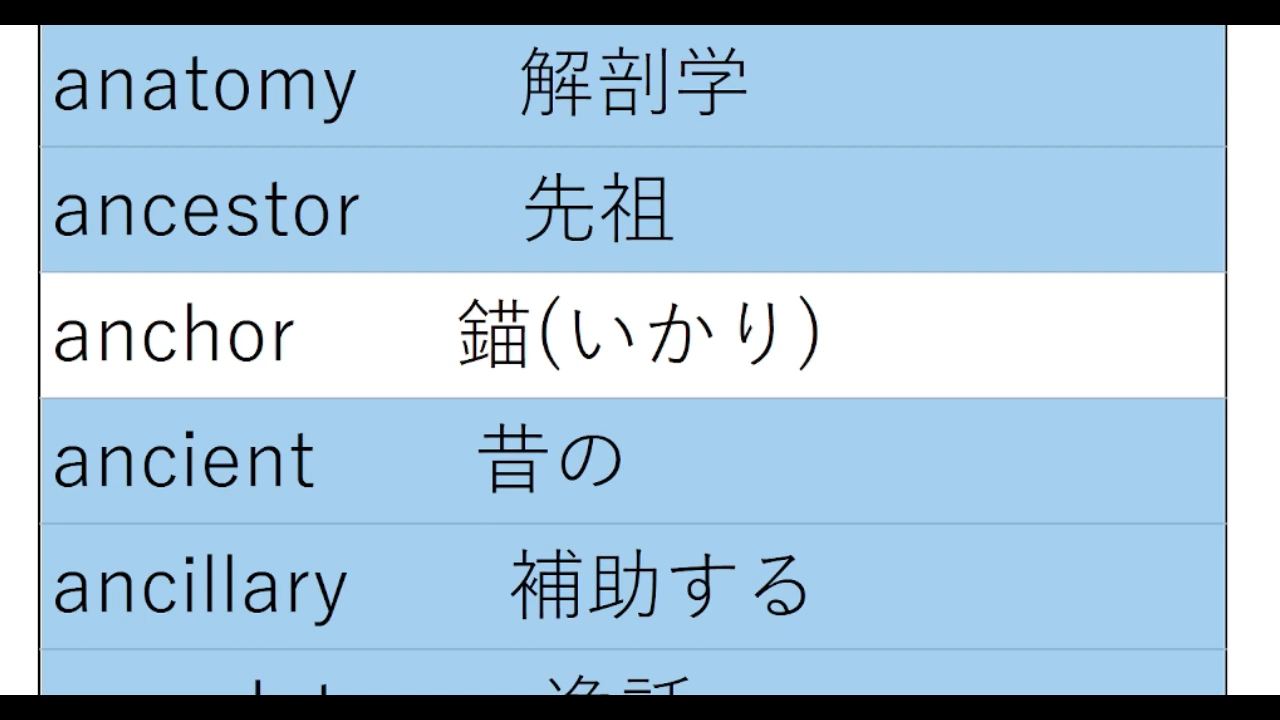 anatomy 解剖学
ancestor 先祖
anchor 錨(いかり)
ancient 昔の
ancillary 補助する